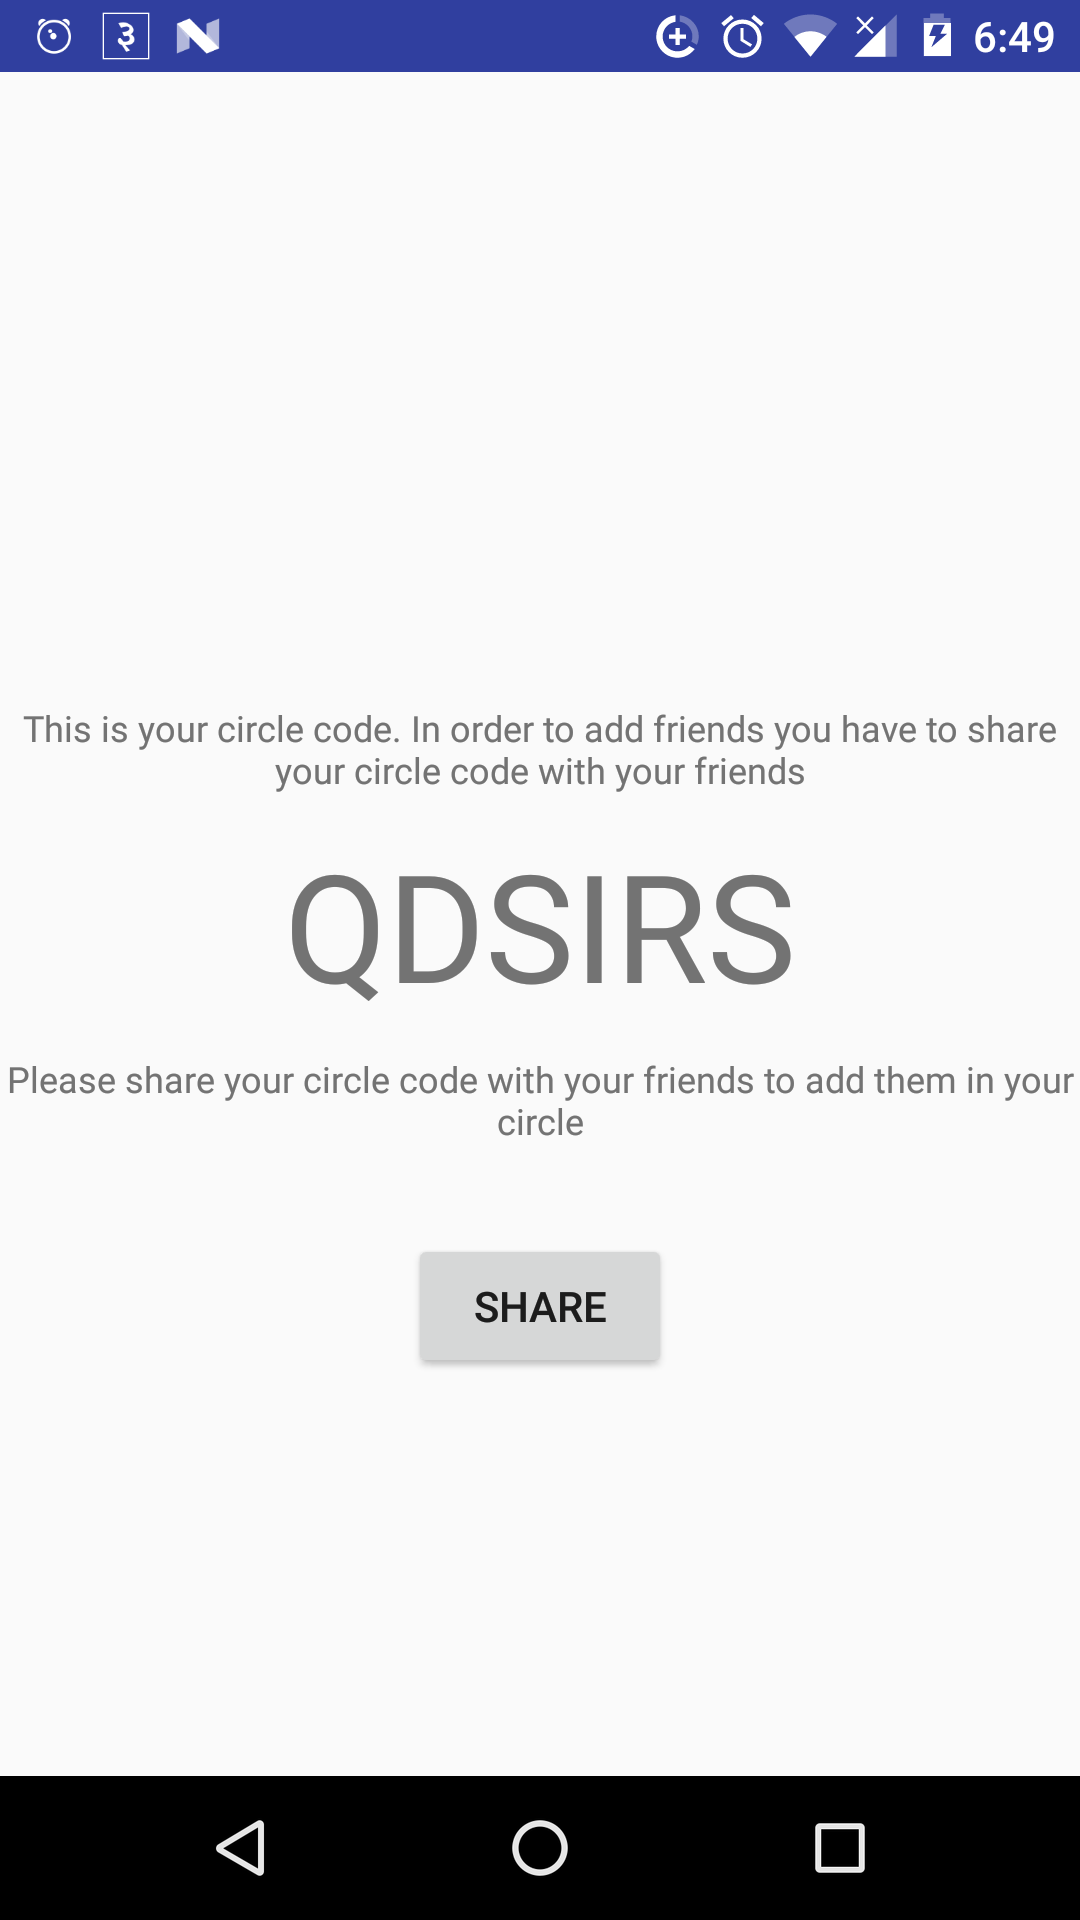 ३ 6:49
This is your circle code. In order to add friends you have to share
your circle code with your friends
QDSIRS
Please share your circle code with your friends to add them in your
circle
SHARE